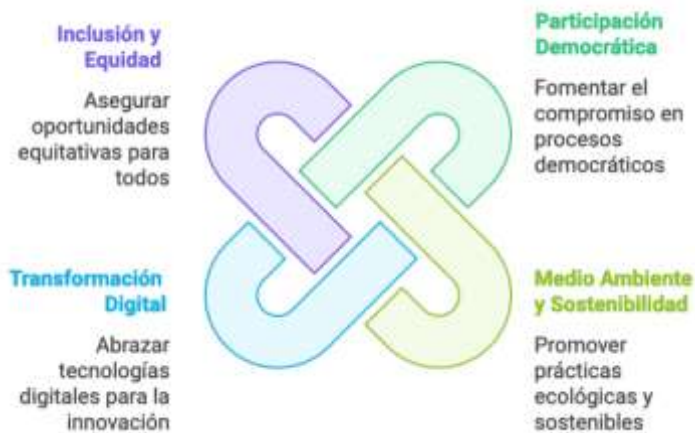 Inclusión y
Equidad
Asegurar
oportunidades
equitativas para
todos
Participación
Democrática
Fomentar el
compromiso en
procesos
democráticos
Transformación
Digital
Abrazar
tecnologías
digitales para la
innovación
Medio Ambiente
y Sostenibilidad
Promover
prácticas
ecológicas y
sostenibles